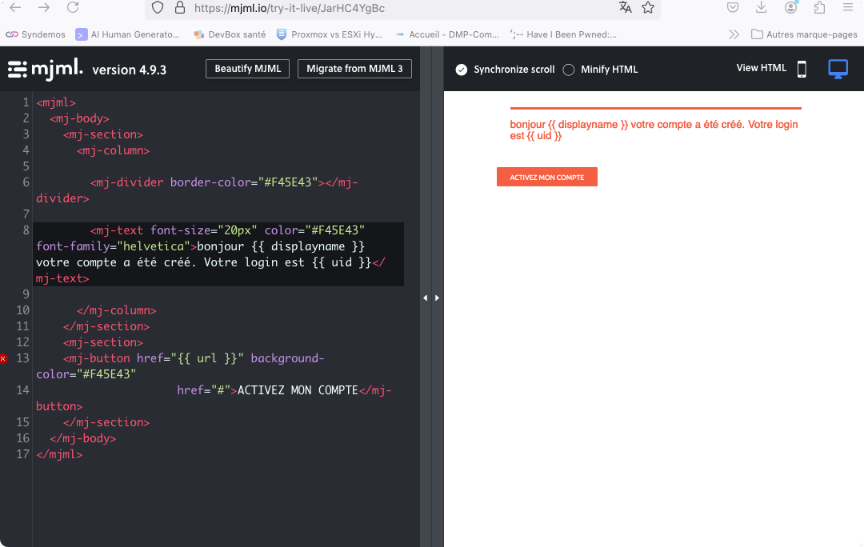 https://mjml.io/try-it-live/JarHC4YgBc
Syndemos AI Human Generato... DevBox santé Proxmox vs ESXi Hy... Accueil - DMP-Com... Have I Been Pwned:... Autres marque-pages
mjml. version 4.9.3 Beautify MJML Migrate from MJML 3
Synchronize scroll Minify HTML View HTML
1 <mjml>
2 <mj-body>
3 <mj-section>
4 <mj-column>
5
6 <mj-divider border-color="#F45E43"></mj-
divider>
7
8 <mj-text font-size="20px" color="#F45E43"
font-family="helvetica">bonjour {{ displayname }}
votre compte a été créé. Votre login est {{ uid }}</
mj-text>
9
10 </mj-column>
11 </mj-section>
12 <mj-section>
13 <mj-button href="{{ url }}" background-
color="#F45E43"
14 href="#">ACTIVEZ MON COMPTE</mj-
button>
15 </mj-section>
16 </mj-body>
17 </mjml>
bonjour {{ displayname }} votre compte a été créé. Votre login
est {{ uid }}
ACTIVEZ MON COMPTE